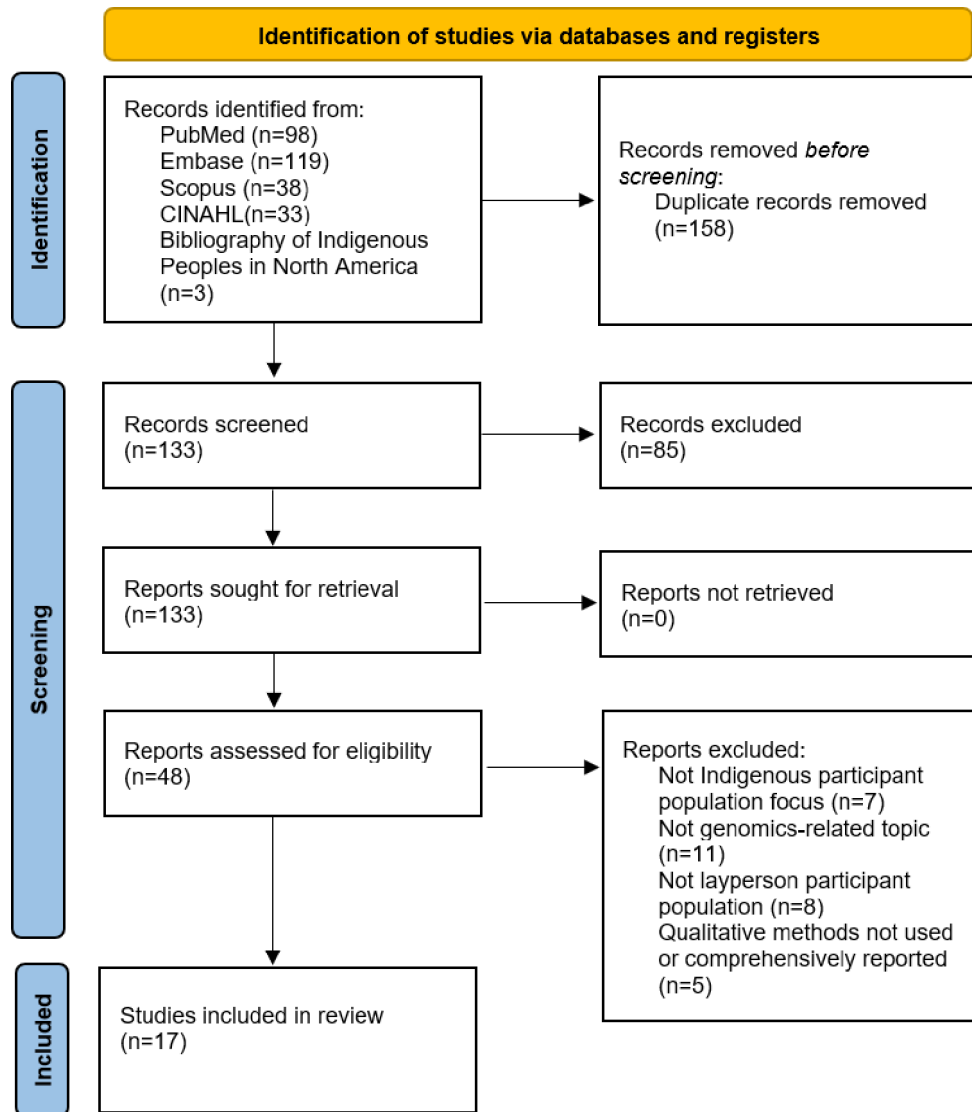 Identification of studies via databases and registers
Identification
Records identified from:
PubMed (n=98)
Embase (n=119)
Scopus (n=38)
CINAHL(n=33)
Bibliography of Indigenous
Peoples in North America
(n=3)
Records removed before
screening:
Duplicate records removed
(n=158)
Screening
Records screened
(n=133)
Records excluded
(n=85)
Reports sought for retrieval
(n=133)
Reports not retrieved
(n=0)
Reports assessed for eligibility
(n=48)
Reports excluded:
Not Indigenous participant
population focus (n=7)
Not genomics-related topic
(n=11)
Not layperson participant
population (n=8)
Qualitative methods not used
or comprehensively reported
(n=5)
Included
Studies included in review
(n=17)